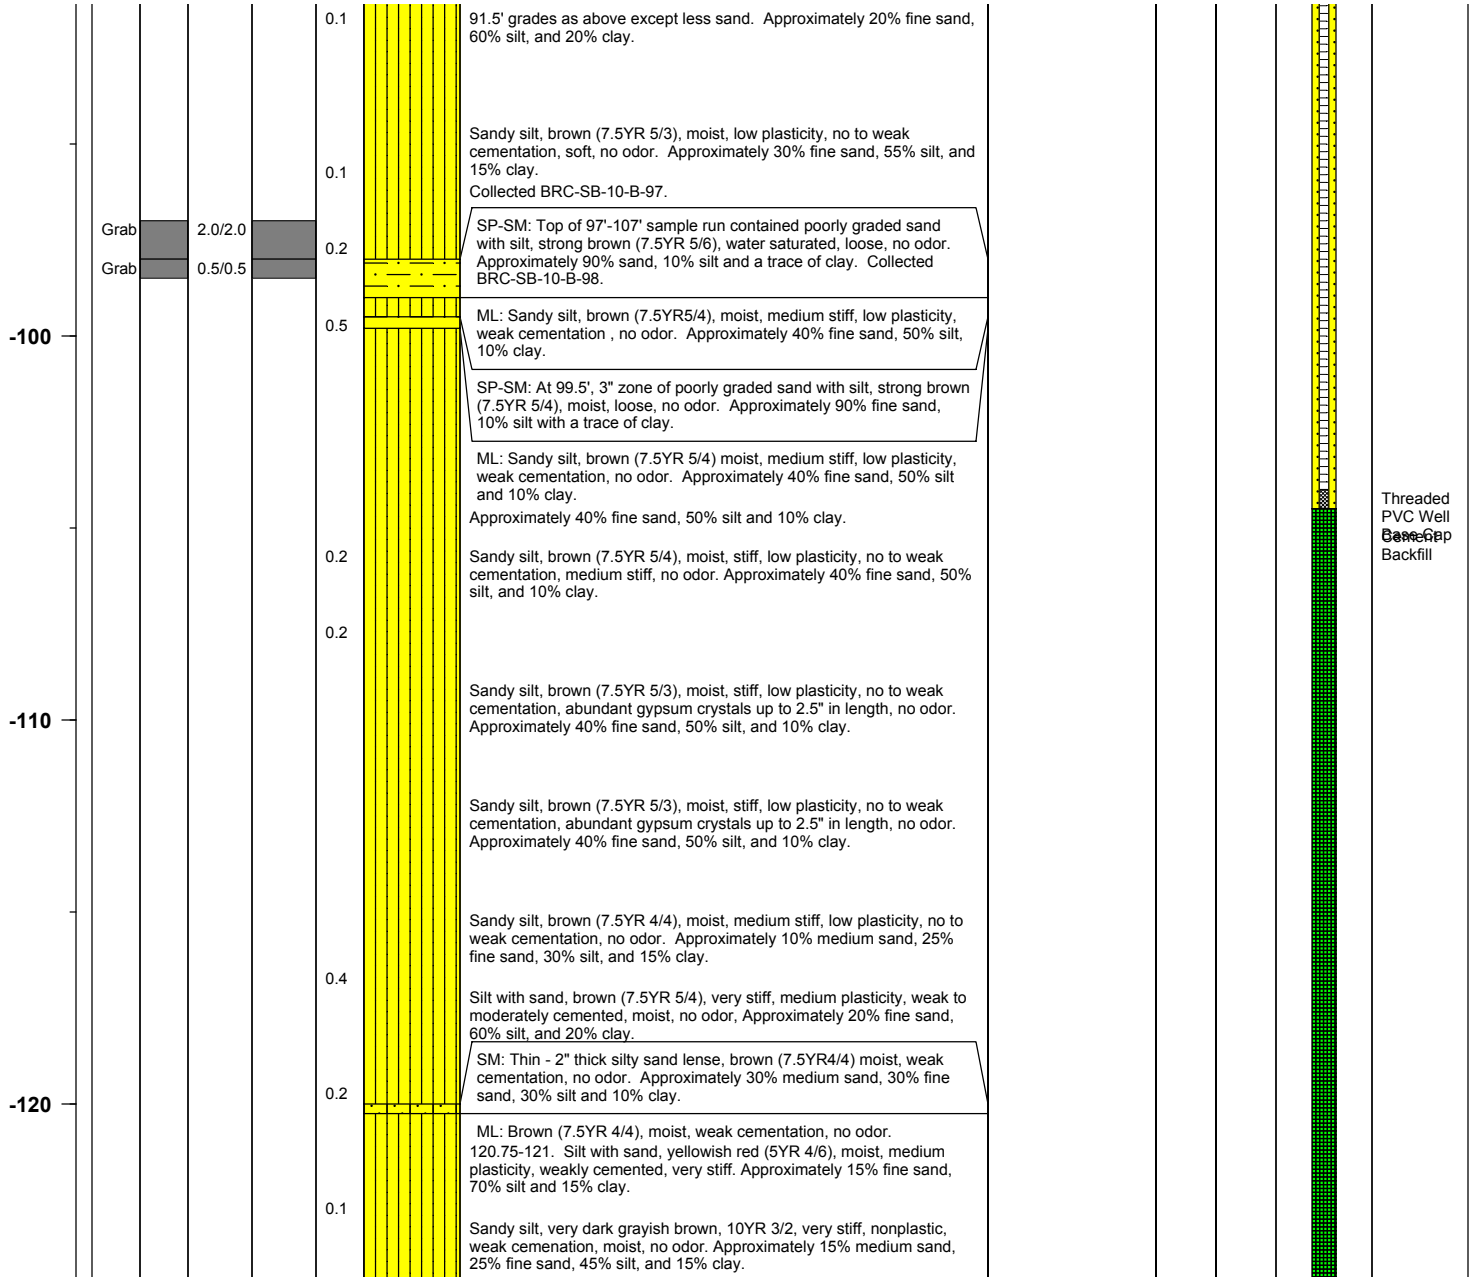 0.1
91.5' grades as above except less sand. Approximately 20% fine sand,
60% silt, and 20% clay.
Sandy silt, brown (7.5YR 5/3), moist, low plasticity, no to weak
cementation, soft, no odor. Approximately 30% fine sand, 55% silt, and
15% clay.
0.1
Collected BRC-SB-10-B-97.
Grab
2.0/2.0
0.2
SP-SM: Top of 97'-107' sample run contained poorly graded sand
with silt, strong brown (7.5YR 5/6), water saturated, loose, no odor.
Approximately 90% sand, 10% silt and a trace of clay. Collected
BRC-SB-10-B-98.
Grab
0.5/0.5
-100
0.5
ML: Sandy silt, brown (7.5YR5/4), moist, medium stiff, low plasticity,
weak cementation , no odor. Approximately 40% fine sand, 50% silt,
10% clay.
SP-SM: At 99.5', 3" zone of poorly graded sand with silt, strong brown
(7.5YR 5/4), moist, loose, no odor. Approximately 90% fine sand,
10% silt with a trace of clay.
ML: Sandy silt, brown (7.5YR 5/4) moist, medium stiff, low plasticity,
weak cementation, no odor. Approximately 40% fine sand, 50% silt
and 10% clay.
Approximately 40% fine sand, 50% silt and 10% clay.
Threaded
PVC Well
Base Cap
Cement
Backfill
0.2
Sandy silt, brown (7.5YR 5/4), moist, stiff, low plasticity, no to weak
cementation, medium stiff, no odor. Approximately 40% fine sand, 50%
silt, and 10% clay.
0.2
-110
Sandy silt, brown (7.5YR 5/3), moist, stiff, low plasticity, no to weak
cementation, abundant gypsum crystals up to 2.5" in length, no odor.
Approximately 40% fine sand, 50% silt, and 10% clay.
Sandy silt, brown (7.5YR 5/3), moist, stiff, low plasticity, no to weak
cementation, abundant gypsum crystals up to 2.5" in length, no odor.
Approximately 40% fine sand, 50% silt, and 10% clay.
Sandy silt, brown (7.5YR 4/4), moist, medium stiff, low plasticity, no to
weak cementation, no odor. Approximately 10% medium sand, 25%
fine sand, 30% silt, and 15% clay.
0.4
Silt with sand, brown (7.5YR 5/4), very stiff, medium plasticity, weak to
moderately cemented, moist, no odor, Approximately 20% fine sand,
60% silt, and 20% clay.
0.2
SM: Thin - 2" thick silty sand lense, brown (7.5YR4/4) moist, weak
cementation, no odor. Approximately 30% medium sand, 30% fine
sand, 30% silt and 10% clay.
-120
ML: Brown (7.5YR 4/4), moist, weak cementation, no odor.
120.75-121. Silt with sand, yellowish red (5YR 4/6), moist, medium
plasticity, weakly cemented, very stiff. Approximately 15% fine sand,
70% silt and 15% clay.
0.1
Sandy silt, very dark grayish brown, 10YR 3/2, very stiff, nonplastic,
weak cemenation, moist, no odor. Approximately 15% medium sand,
25% fine sand, 45% silt, and 15% clay.